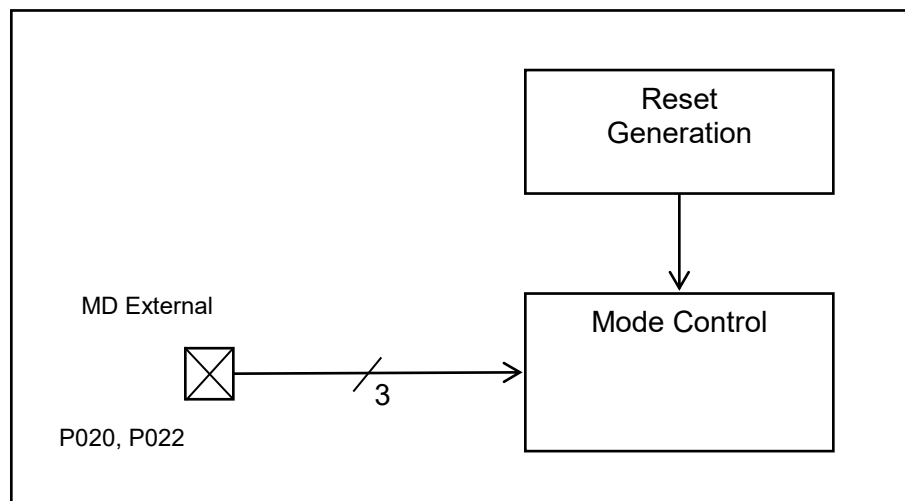 Reset
Generation
MD External
Mode Control
3
P020, P022